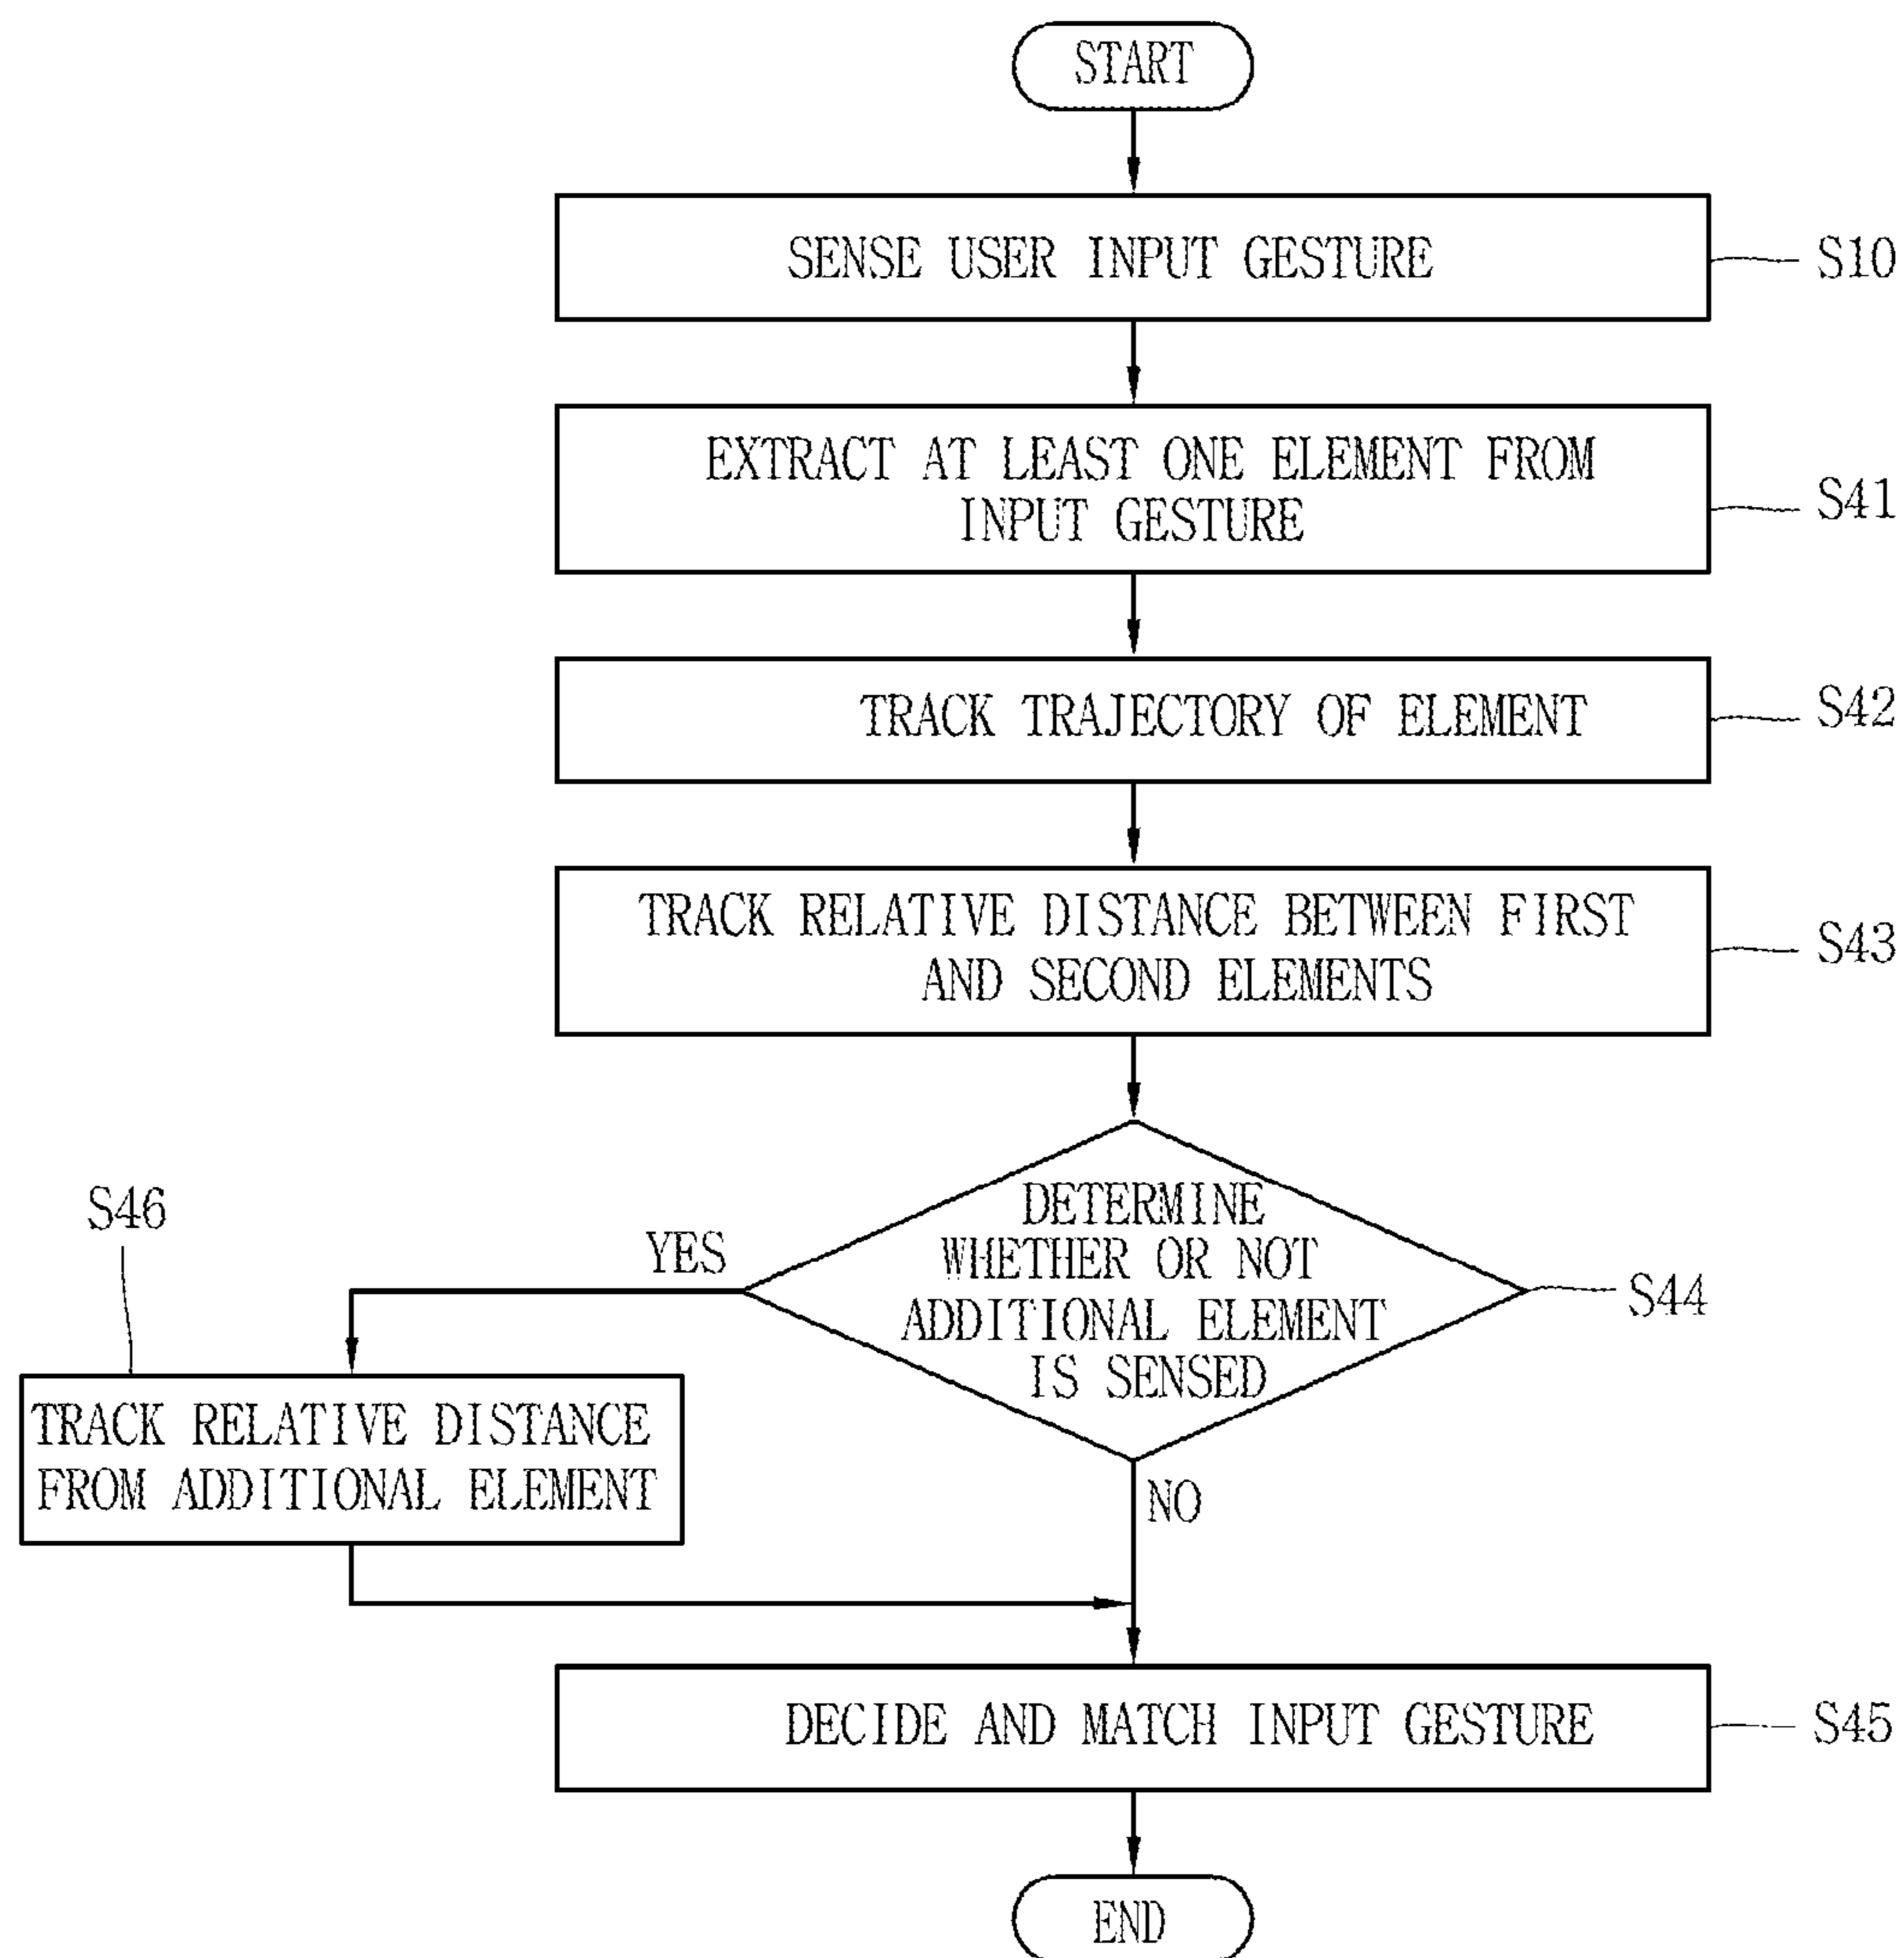 START
SENSE USER INPUT GESTURE
S10
EXTRACT AT LEAST ONE ELEMENT FROM
INPUT GESTURE
S41
TRACK TRAJECTORY OF ELEMENT
S42
TRACK RELATIVE DISTANCE BETWEEN FIRST
AND SECOND ELEMENTS
S43
DETERMINE
WHETHER OR NOT
ADDITIONAL ELEMENT
IS SENSED
S44
YES
S46
TRACK RELATIVE DISTANCE
FROM ADDITIONAL ELEMENT
NO
DECIDE AND MATCH INPUT GESTURE
S45
END